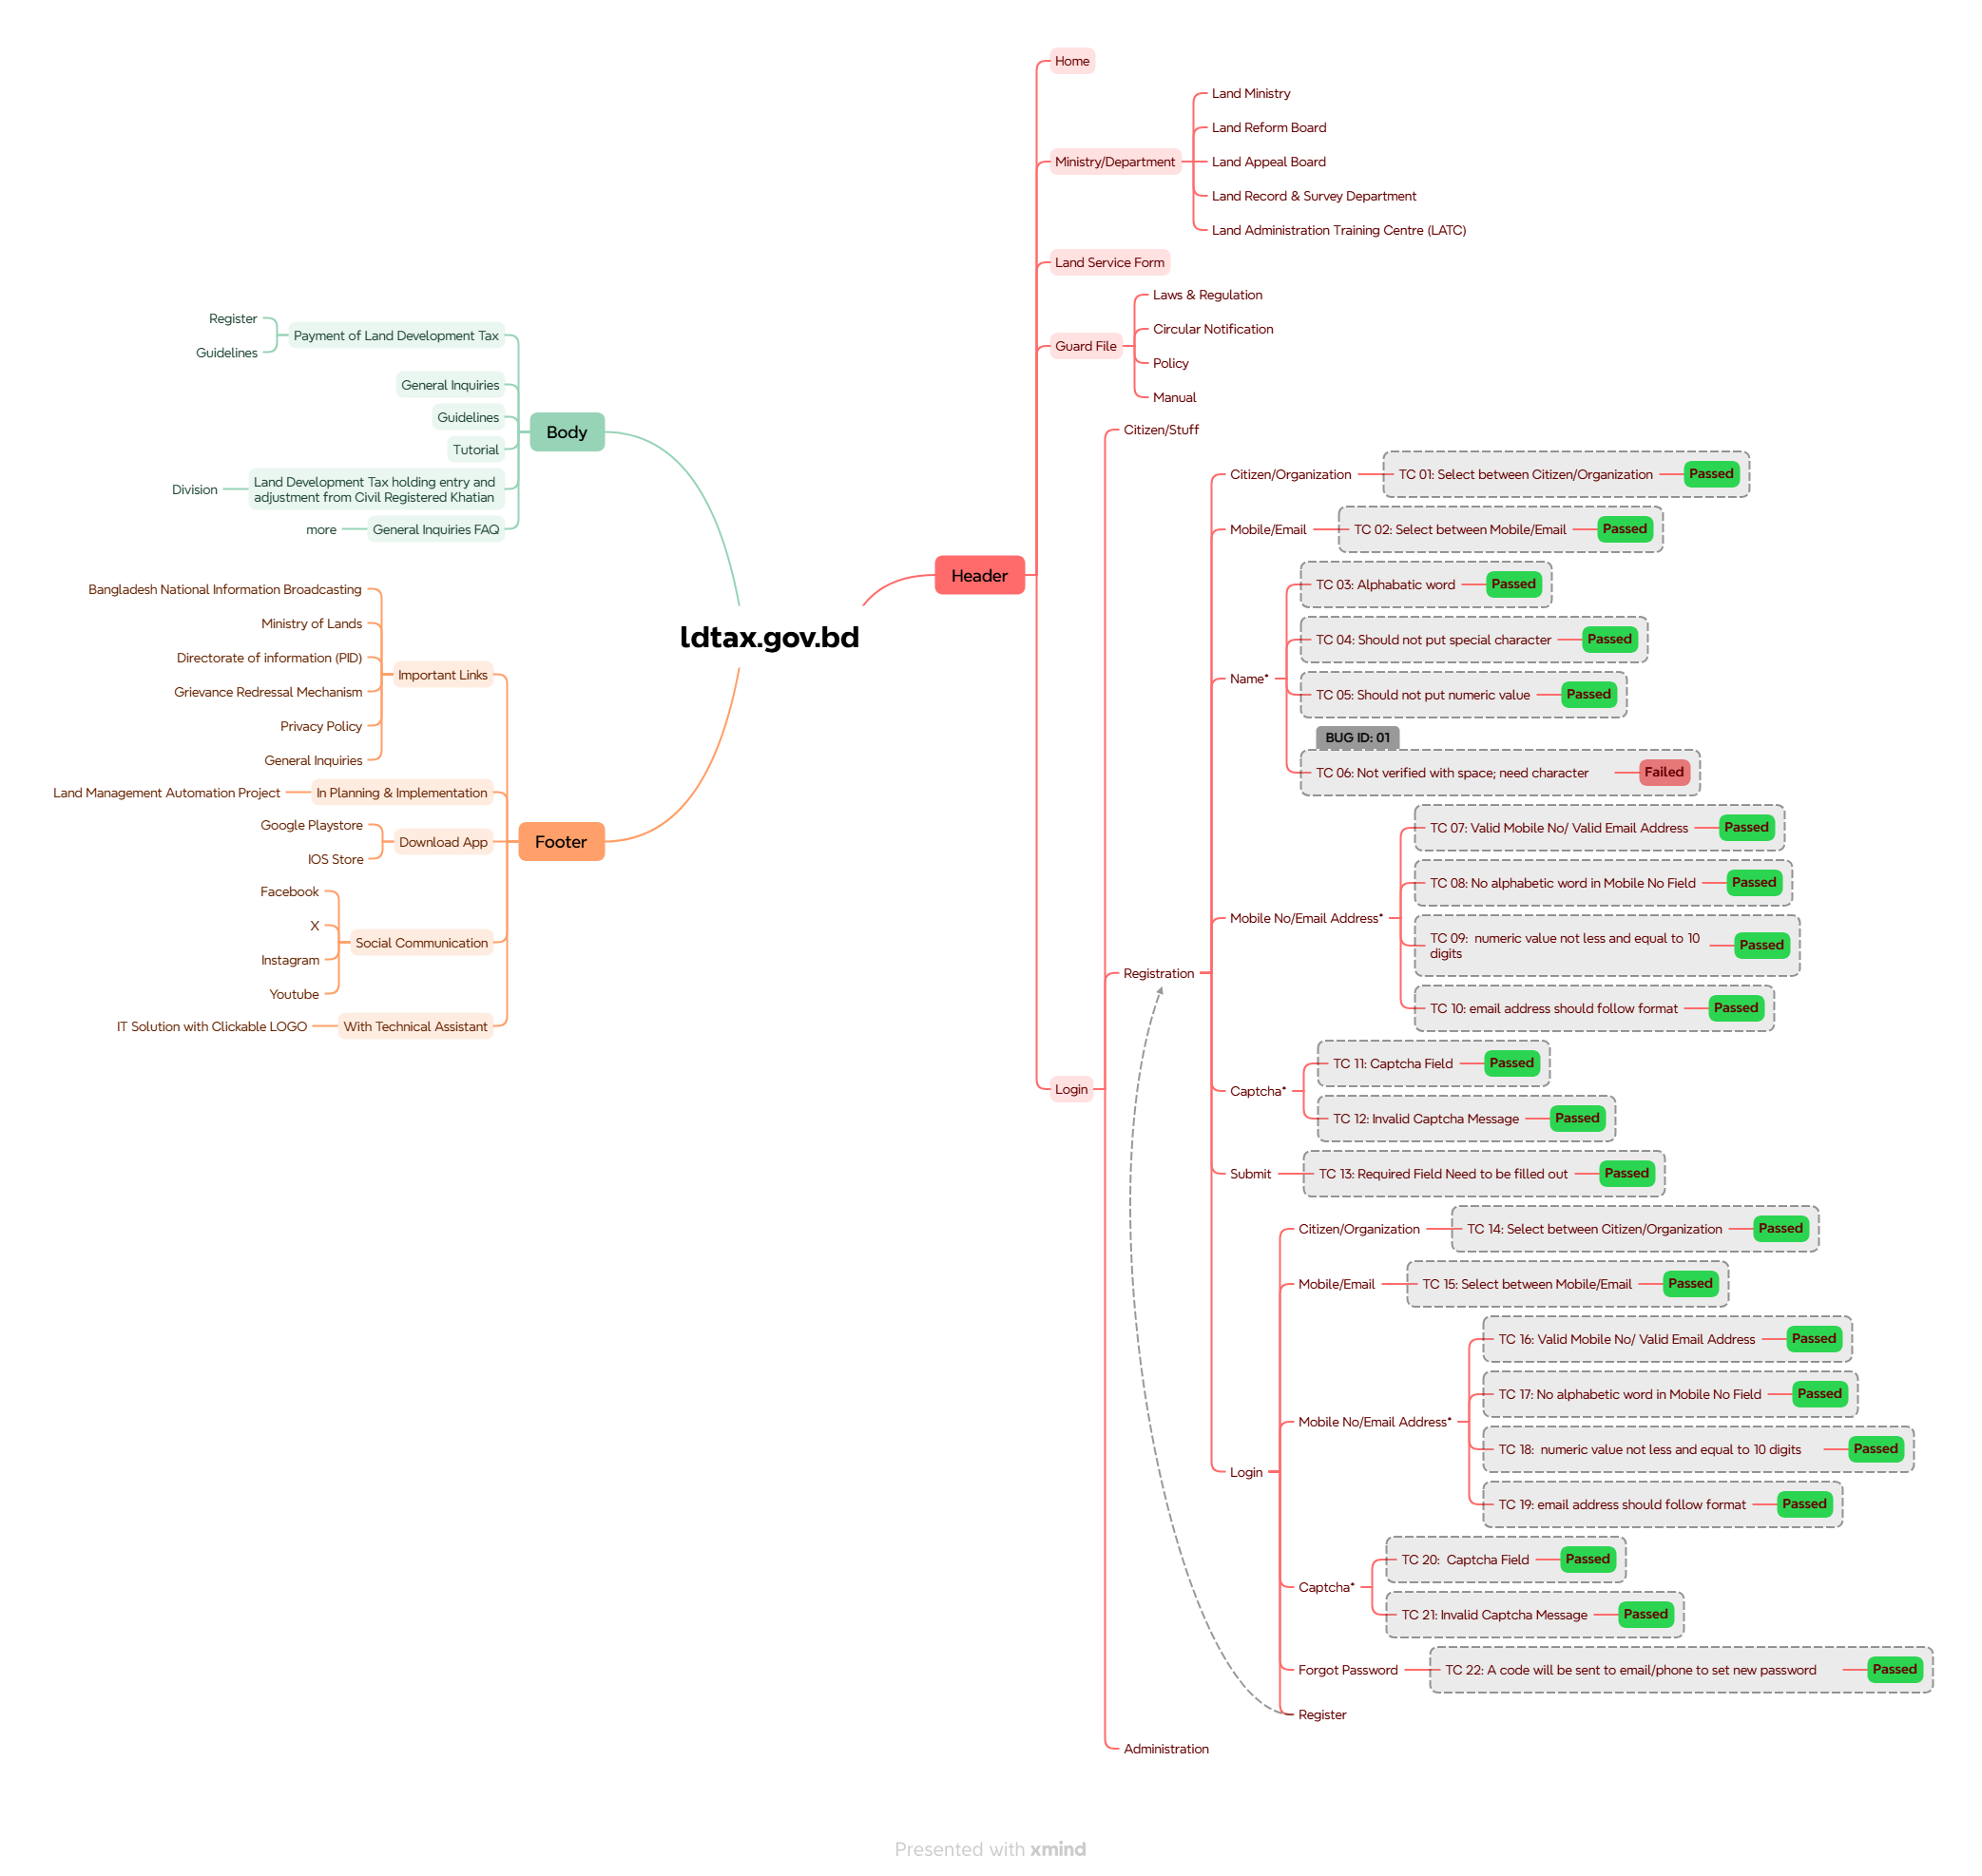 ldtax.gov.bd
Header
Home
Ministry/Department
Land Ministry
Land Reform Board
Land Appeal Board
Land Record & Survey Department
Land Administration Training Centre (LATC)
Land Service Form
Guard File
Laws & Regulation
Circular Notification
Policy
Manual
Login
Citizen/Stuff
Registration
Citizen/Organization
TC 01: Select between Citizen/Organization
Passed
Mobile/Email
TC 02: Select between Mobile/Email
Passed
Name*
TC 03: Alphabatic word
Passed
TC 04: Should not put special character
Passed
TC 05: Should not put numeric value
Passed
BUG ID: 01
TC 06: Not verified with space; need character
Failed
Mobile No/Email Address*
TC 07: Valid Mobile No/ Valid Email Address
Passed
TC 08: No alphabetic word in Mobile No Field
Passed
TC 09: numeric value not less and equal to 10
digits
Passed
TC 10: email address should follow format
Passed
Captcha*
TC 11: Captcha Field
Passed
TC 12: Invalid Captcha Message
Passed
Submit
TC 13: Required Field Need to be filled out
Passed
Login
Citizen/Organization
TC 14: Select between Citizen/Organization
Passed
Mobile/Email
TC 15: Select between Mobile/Email
Passed
Mobile No/Email Address*
TC 16: Valid Mobile No/ Valid Email Address
Passed
TC 17: No alphabetic word in Mobile No Field
Passed
TC 18: numeric value not less and equal to 10 digits
Passed
TC 19: email address should follow format
Passed
Captcha*
TC 20: Captcha Field
Passed
TC 21: Invalid Captcha Message
Passed
Forgot Password
TC 22: A code will be sent to email/phone to set new password
Passed
Register
Administration
Body
Payment of Land Development Tax
Register
Guidelines
General Inquiries
Guidelines
Tutorial
Land Development Tax holding entry and
adjustment from Civil Registered Khatian
Division
General Inquiries FAQ
more
Footer
Important Links
Bangladesh National Information Broadcasting
Ministry of Lands
Directorate of information (PID)
Grievance Redressal Mechanism
Privacy Policy
General Inquiries
In Planning & Implementation
Land Management Automation Project
Download App
Google Playstore
IOS Store
Social Communication
Facebook
X
Instagram
Youtube
With Technical Assistant
IT Solution with Clickable LOGO
Presented with xmind